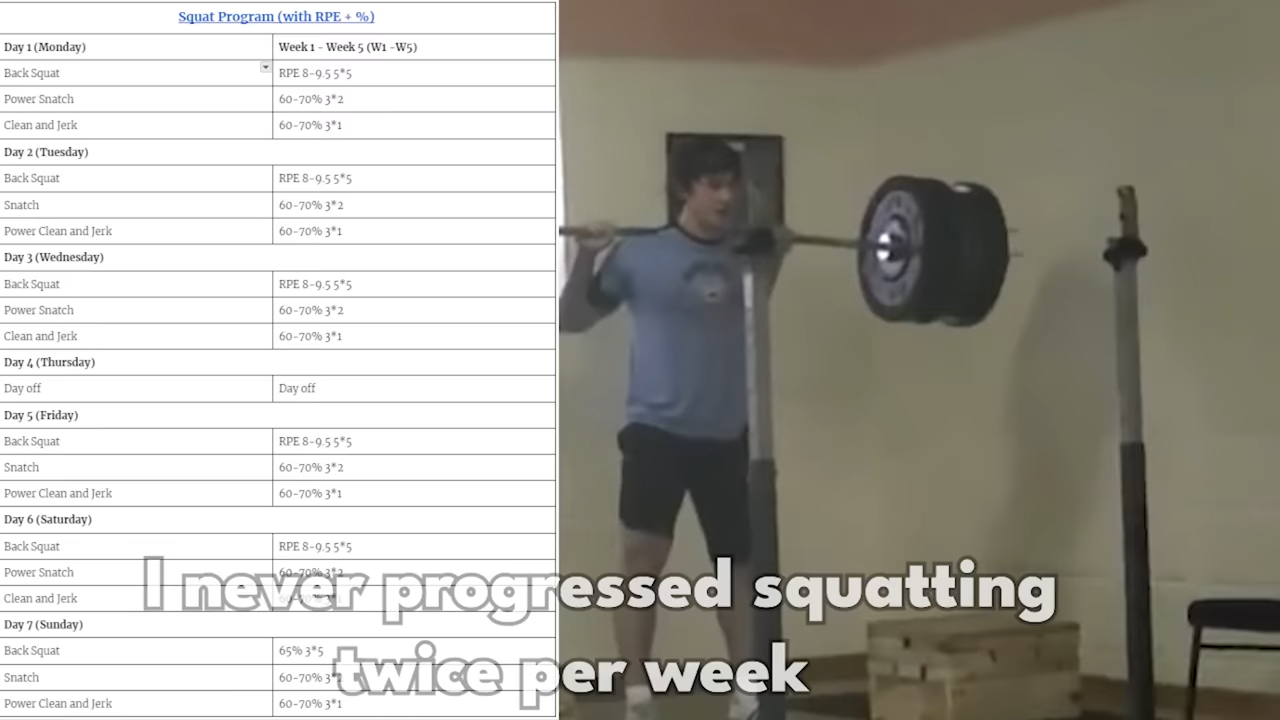 Squat Program (with RPE + %)
Day 1 (Monday) Week 1 - Week 5 (W1 -W5)
Back Squat RPE 8-9.5 5*5
Power Snatch 60-70% 3*2
Clean and Jerk 60-70% 3*1
Day 2 (Tuesday)
Back Squat RPE 8-9.5 5*5
Snatch 60-70% 3*2
Power Clean and Jerk 60-70% 3*1
Day 3 (Wednesday)
Back Squat RPE 8-9.5 5*5
Power Snatch 60-70% 3*2
Clean and Jerk 60-70% 3*1
Day 4 (Thursday)
Day off Day off
Day 5 (Friday)
Back Squat RPE 8-9.5 5*5
Snatch 60-70% 3*2
Power Clean and Jerk 60-70% 3*1
Day 6 (Saturday)
Back Squat RPE 8-9.5 5*5
Power Snatch 60-70% 3*2
Clean and Jerk
Day 7 (Sunday)
Back Squat 65% 3*5
Snatch 60-70%
Power Clean and Jerk 60-70% 3*1
I never progressed squatting
twice per week